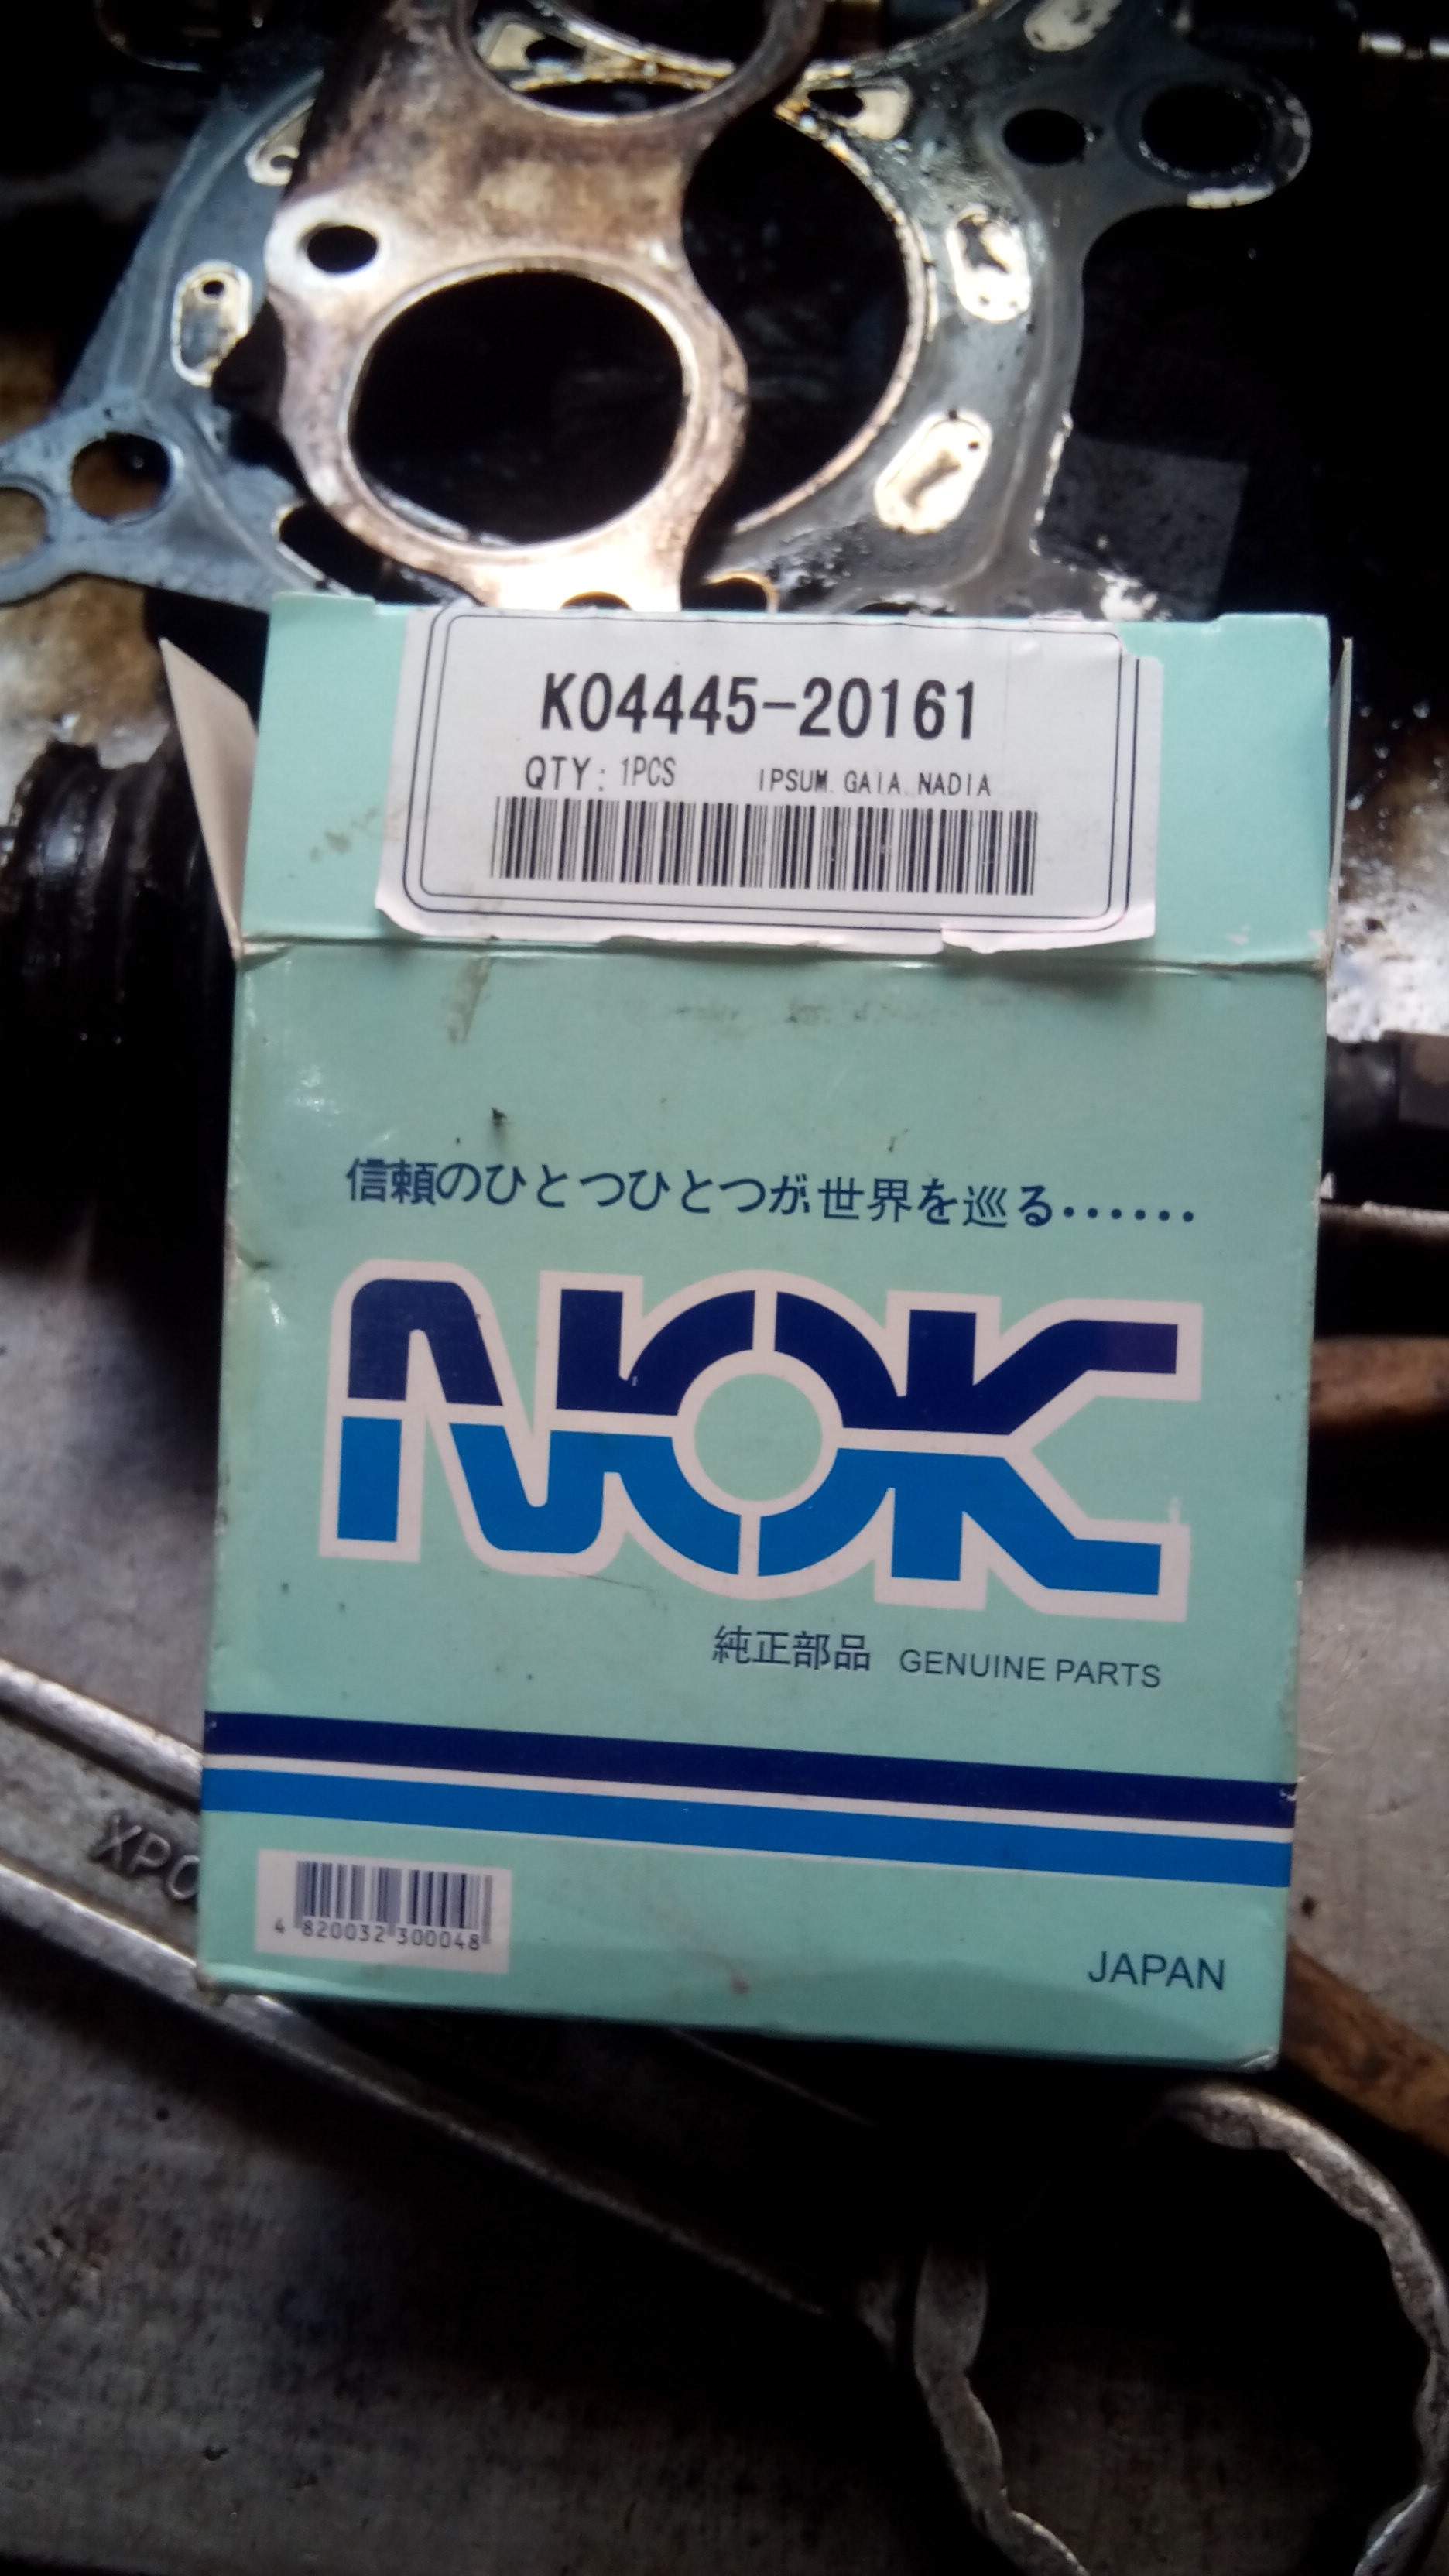 K04445-20161
QTY: 1PCS IPSUM GAIA NADIA
信頼のひとつひとつが世界を巡る······
NOK
純正部品 GENUINE PARTS
XPO
4 820032 300048
JAPAN